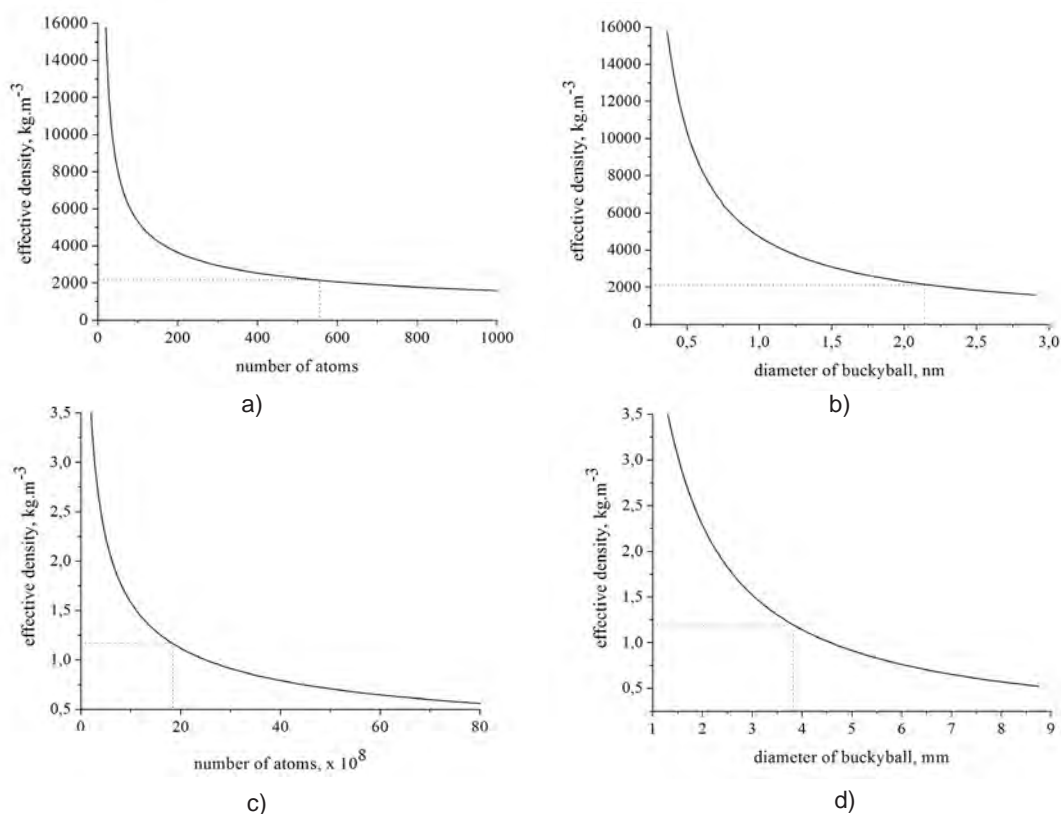 16000
14000
12000
10000
8000
6000
4000
2000
0
effective density, kg.m-3
0 200 400 600 800 1000
number of atoms
a)
16000
14000
12000
10000
8000
6000
4000
2000
0
effective density, kg.m-3
0,5 1,0 1,5 2,0 2,5 3,0
diameter of buckyball, nm
b)
3,5
3,0
2,5
2,0
1,5
1,0
0,5
effective density, kg.m-3
0 20 40 60 80
number of atoms, x 10^8
c)
3,5
3,0
2,5
2,0
1,5
1,0
0,5
effective density, kg.m-3
1 2 3 4 5 6 7 8 9
diameter of buckyball, mm
d)